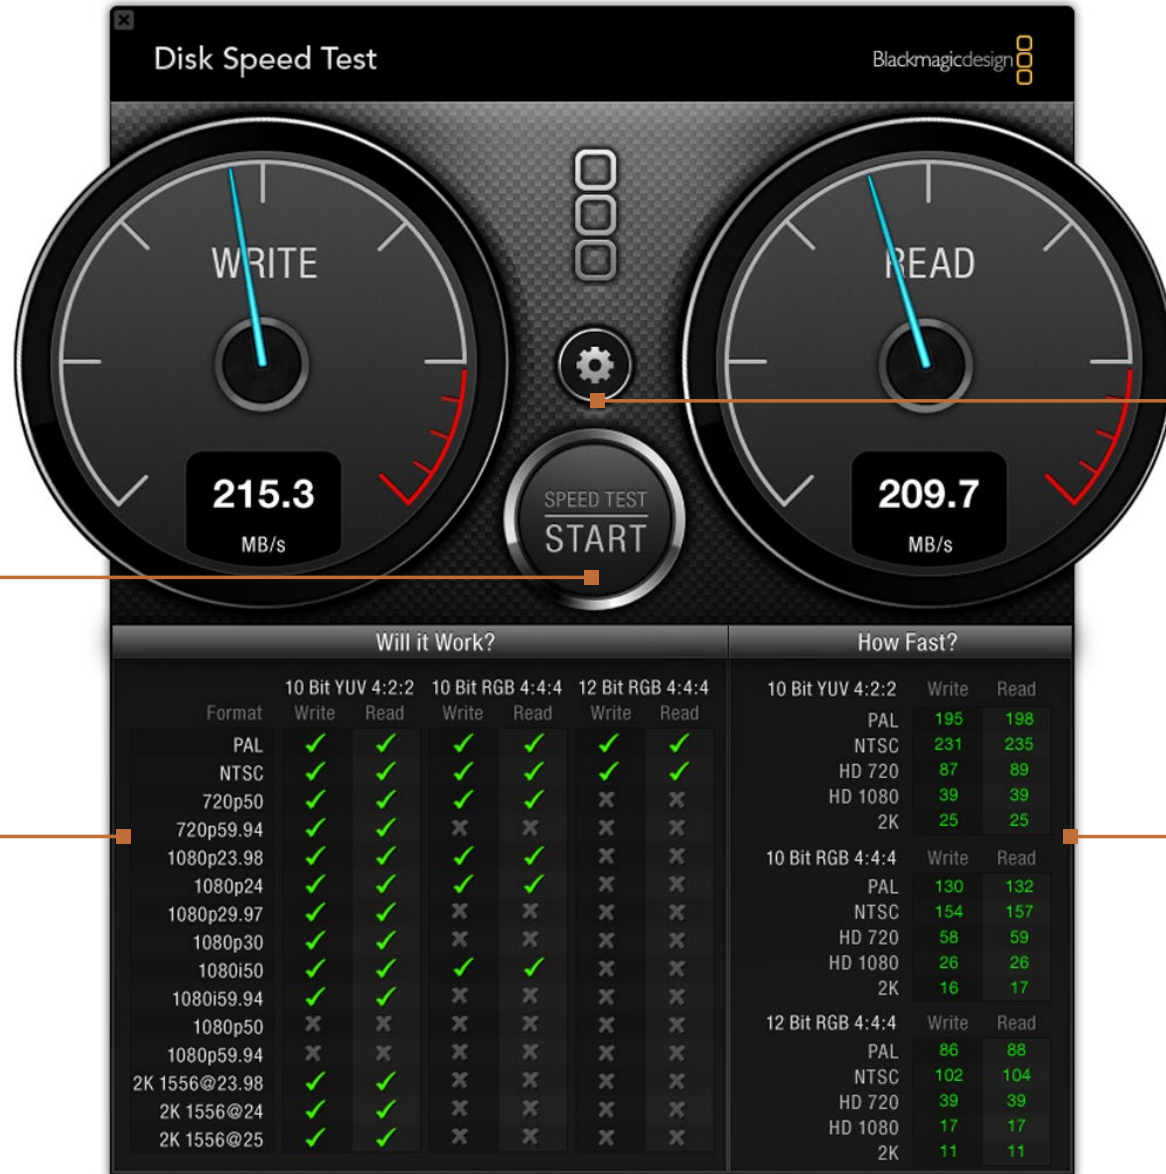 Disk Speed Test
Blackmagicdesign
WRITE
READ
215.3
MB/s
SPEED TEST
START
209.7
MB/s
Will it Work?
10 Bit YUV 4:2:2 10 Bit RGB 4:4:4 12 Bit RGB 4:4:4
Format Write Read Write Read Write Read
PAL ✓ ✓ ✓ ✓ ✓ ✓
NTSC ✓ ✓ ✓ ✓ ✓ ✓
720p50 ✓ ✓ ✓ ✓ x x
720p59.94 ✓ ✓ x x x x
1080p23.98 ✓ ✓ ✓ ✓ x x
1080p24 ✓ ✓ ✓ ✓ x x
1080p29.97 ✓ ✓ x x x x
1080p30 ✓ ✓ x x x x
1080i50 ✓ ✓ ✓ ✓ x x
1080i59.94 ✓ ✓ x x x x
1080p50 x x x x x x
1080p59.94 x x x x x x
2K 1556@23.98 ✓ ✓ x x x x
2K 1556@24 ✓ ✓ x x x x
2K 1556@25 ✓ ✓ x x x x
How Fast?
10 Bit YUV 4:2:2 Write Read
PAL 195 198
NTSC 231 235
HD 720 87 89
HD 1080 39 39
2K 25 25
10 Bit RGB 4:4:4 Write Read
PAL 130 132
NTSC 154 157
HD 720 58 59
HD 1080 26 26
2K 16 17
12 Bit RGB 4:4:4 Write Read
PAL 86 88
NTSC 102 104
HD 720 39 39
HD 1080 17 17
2K 11 11